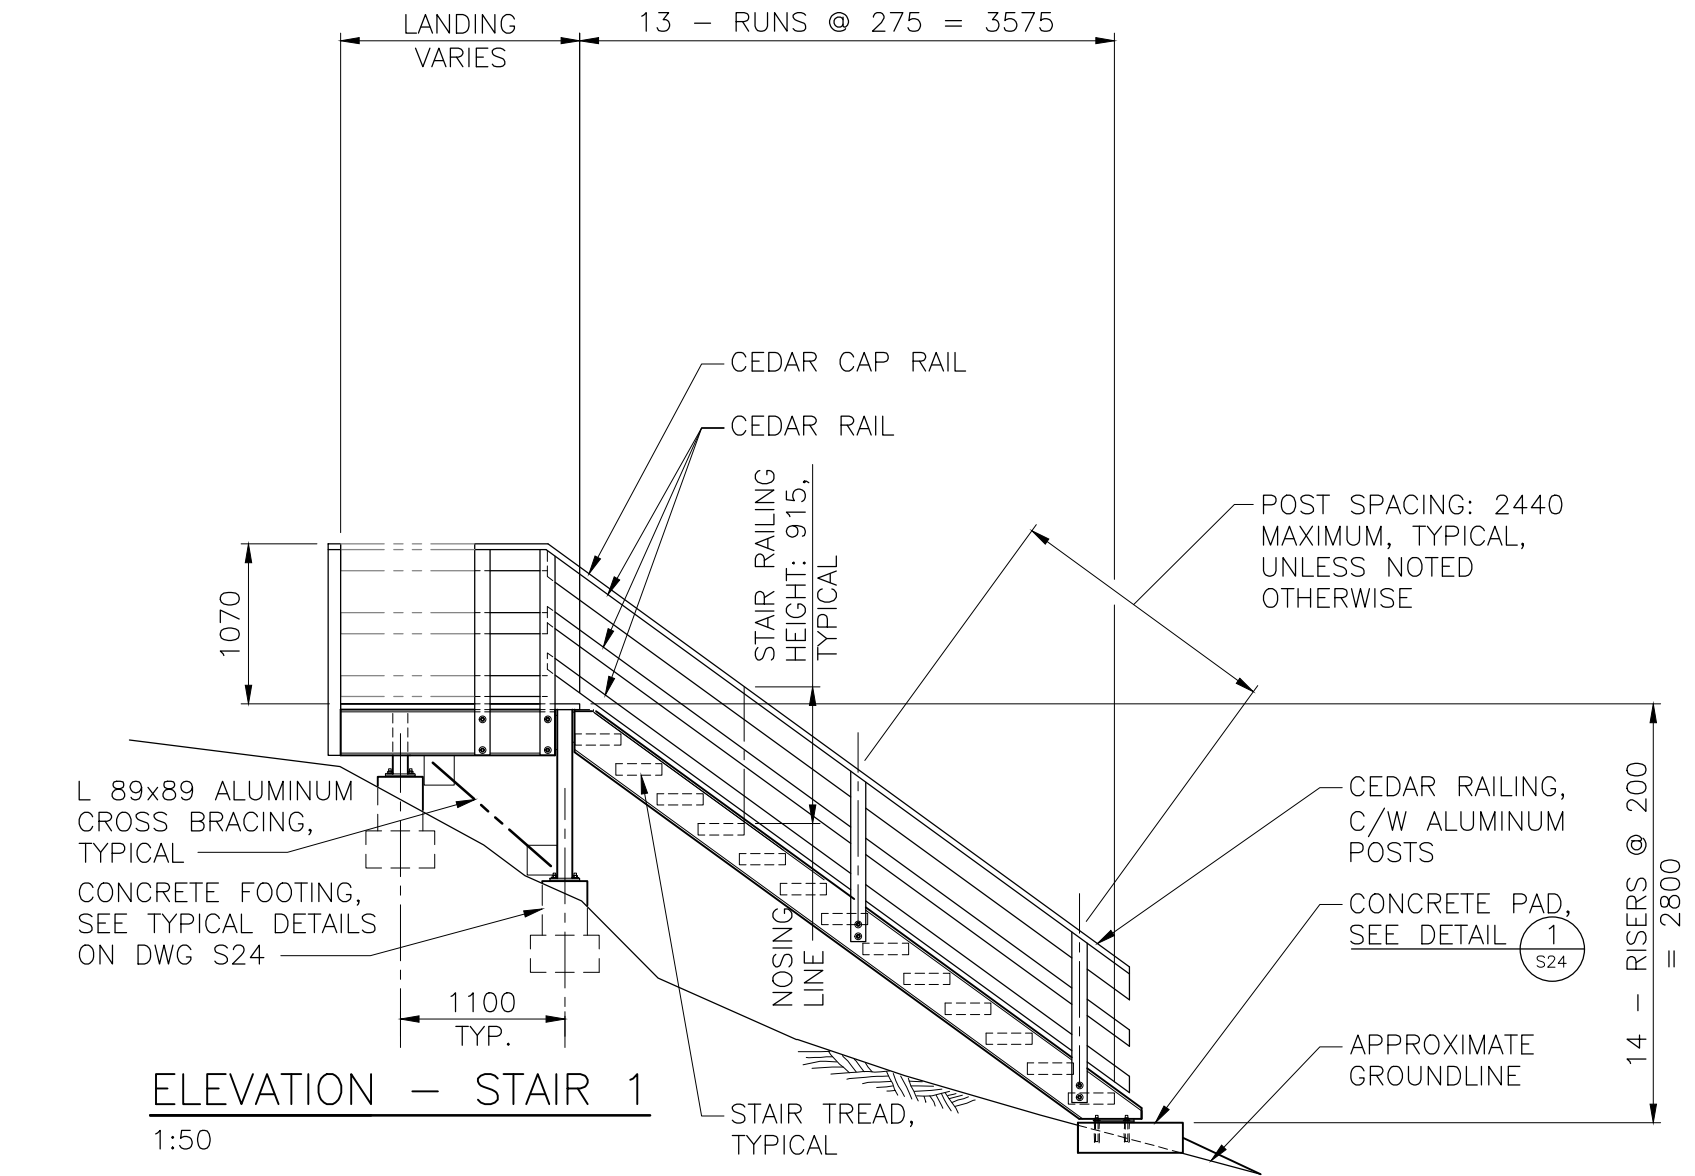 LANDING
VARIES
13 – RUNS @ 275 = 3575
CEDAR CAP RAIL
CEDAR RAIL
STAIR RAILING
HEIGHT: 915,
TYPICAL
POST SPACING: 2440
MAXIMUM, TYPICAL,
UNLESS NOTED
OTHERWISE
1070
L 89x89 ALUMINUM
CROSS BRACING,
TYPICAL
CONCRETE FOOTING,
SEE TYPICAL DETAILS
ON DWG S24
CEDAR RAILING,
C/W ALUMINUM
POSTS
CONCRETE PAD,
SEE DETAIL
1
S24
14 – RISERS @ 200
= 2800
NOSING
LINE
1100
TYP.
APPROXIMATE
GROUNDLINE
STAIR TREAD,
TYPICAL
ELEVATION – STAIR 1
1:50